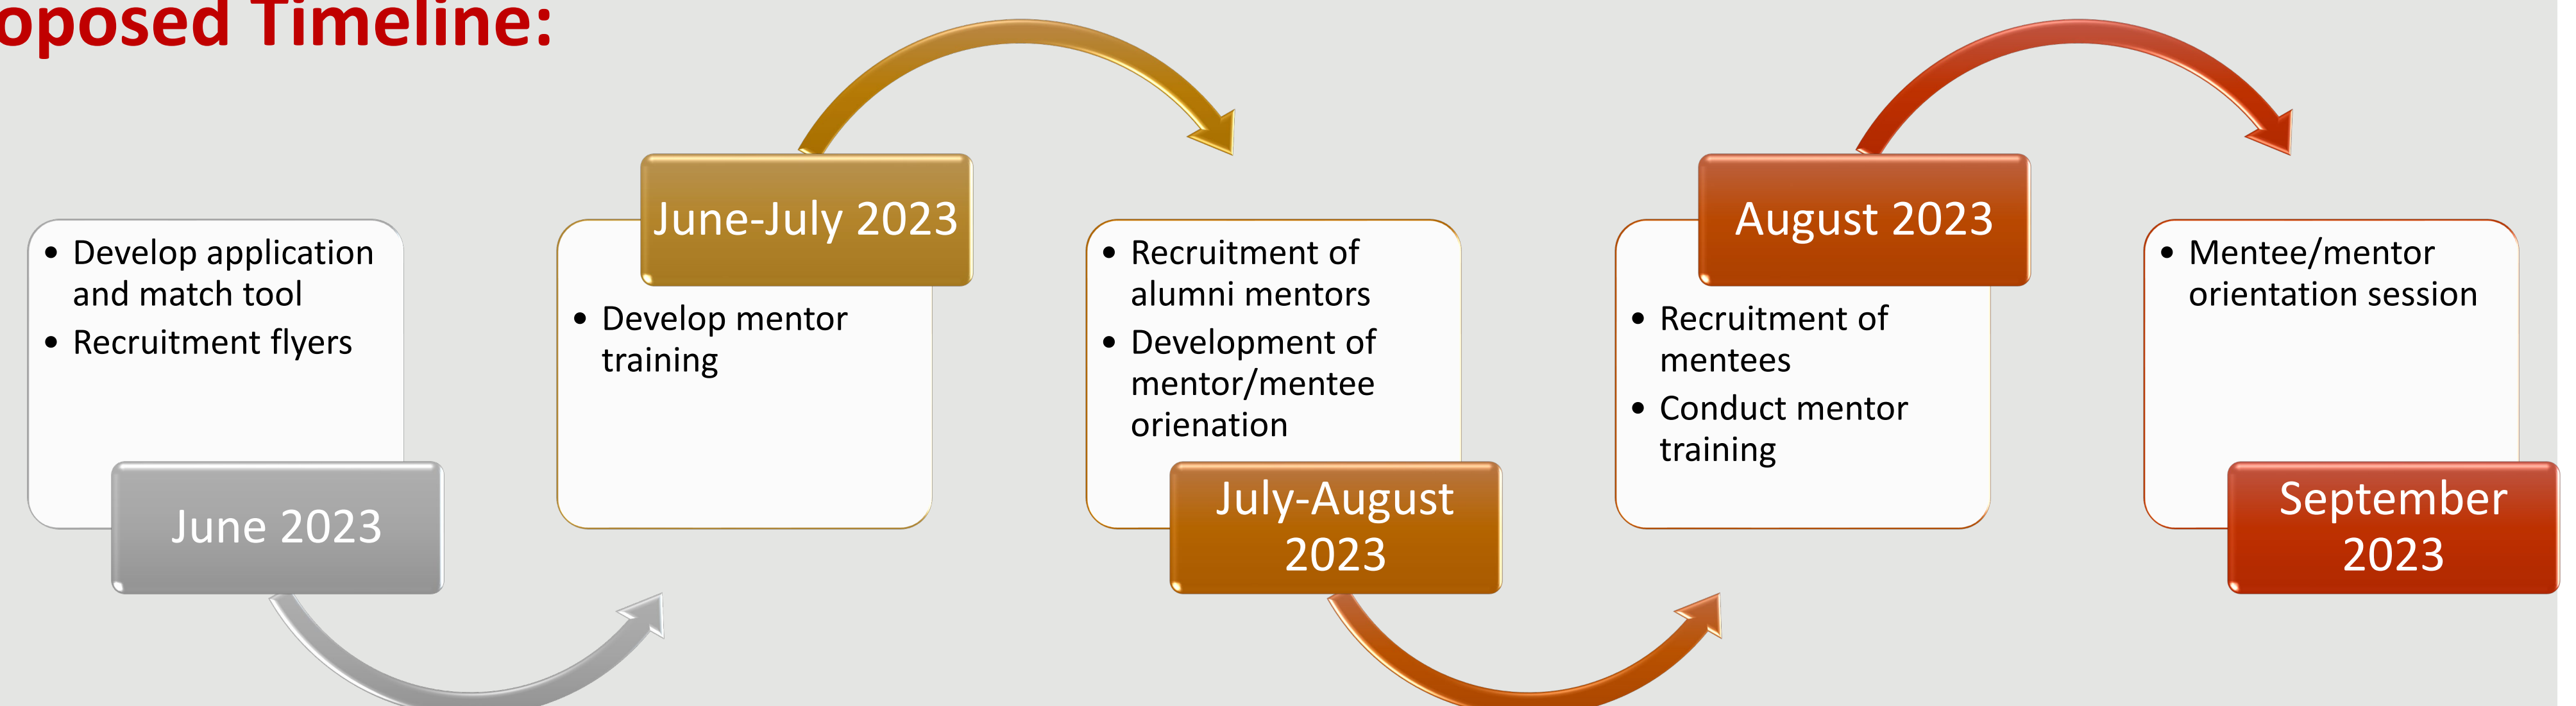 oposed Timeline:
• Develop application
and match tool
• Recruitment flyers
June 2023
June-July 2023
• Develop mentor
training
• Recruitment of
alumni mentors
• Development of
mentor/mentee
orienation
July-August
2023
August 2023
• Recruitment of
mentees
• Conduct mentor
training
• Mentee/mentor
orientation session
September
2023